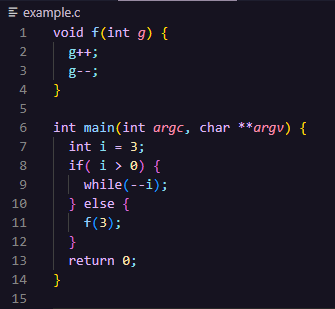 example.c
1 void f(int g) {
2   g++;
3   g--;
4 }
5
6 int main(int argc, char **argv) {
7   int i = 3;
8   if( i > 0) {
9     while(--i);
10   } else {
11     f(3);
12   }
13   return 0;
14 }
15